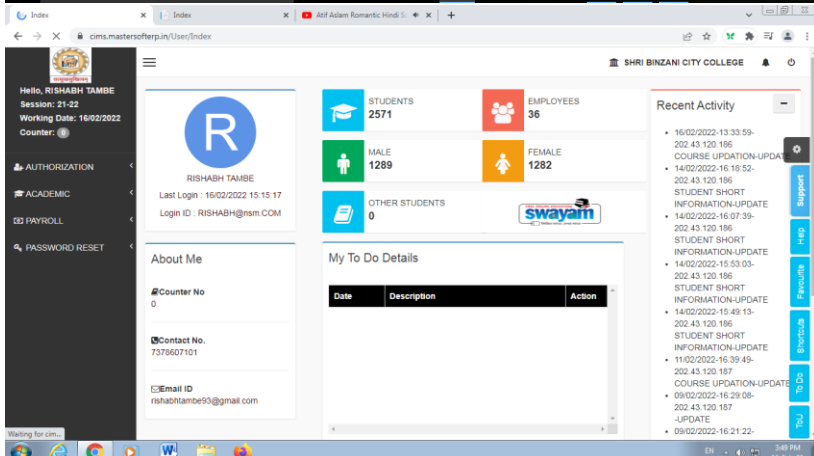 Index
Index
Atif Aslam Romantic Hindi S
cims.mastersofterp.in/User/Index
Hello, RISHABH TAMBE
Session: 21-22
Working Date: 16/02/2022
Counter: 0
AUTHORIZATION
ACADEMIC
PAYROLL
PASSWORD RESET
SHRI BINZANI CITY COLLEGE
R
RISHABH TAMBE
Last Login : 16/02/2022 15:15:17
Login ID : RISHABH@nsm.COM
About Me
Counter No
0
Contact No.
7378607101
Email ID
rishabhtambe93@gmail.com
STUDENTS
2571
EMPLOYEES
36
MALE
1289
FEMALE
1282
OTHER STUDENTS
0
swayam
My To Do Details
Date Description Action
Recent Activity
16/02/2022-13:33:59-
202.43.120.186
COURSE UPDATION-UPDATE
14/02/2022-16:18:52-
202.43.120.186
STUDENT SHORT
INFORMATION-UPDATE
14/02/2022-16:07:39-
202.43.120.186
STUDENT SHORT
INFORMATION-UPDATE
14/02/2022-15:53:03-
202.43.120.186
STUDENT SHORT
INFORMATION-UPDATE
14/02/2022-15:49:13-
202.43.120.186
STUDENT SHORT
INFORMATION-UPDATE
11/02/2022-16:39:49-
202.43.120.187
COURSE UPDATION-UPDATE
09/02/2022-16:29:08-
202.43.120.187
-UPDATE
09/02/2022-16:21:22-
Support
Help
Favourite
Shortcuts
To Do
ToU
Waiting for cim...
EN
3:49 PM